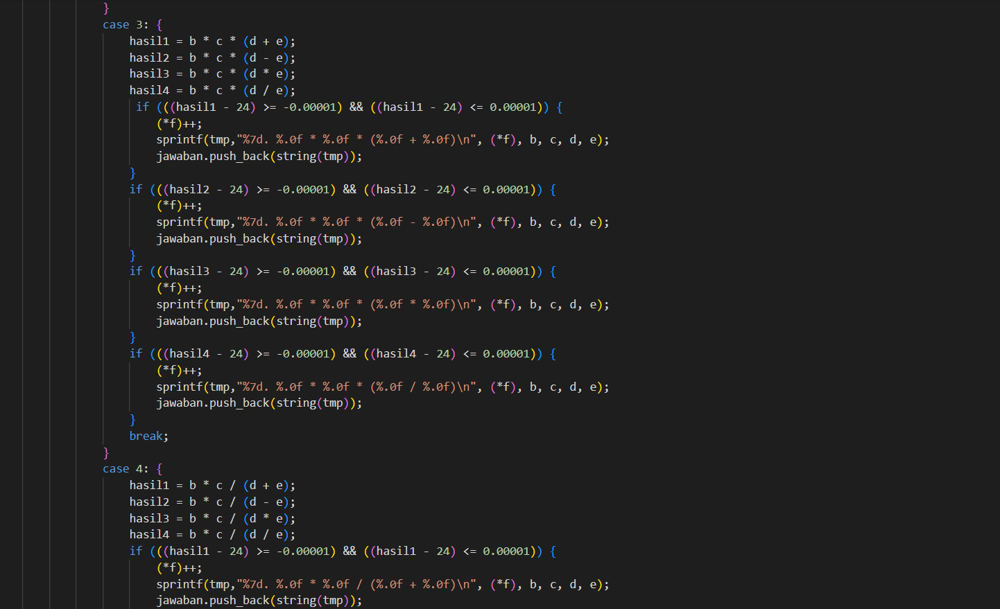 }
case 3: {
hasil1 = b * c * (d + e);
hasil2 = b * c * (d - e);
hasil3 = b * c * (d * e);
hasil4 = b * c * (d / e);
if (((hasil1 - 24) >= -0.00001) && ((hasil1 - 24) <= 0.00001)) {
(*f)++;
sprintf(tmp,"%7d. %.0f * %.0f * (%.0f + %.0f)\n", (*f), b, c, d, e);
jawaban.push_back(string(tmp));
}
if (((hasil2 - 24) >= -0.00001) && ((hasil2 - 24) <= 0.00001)) {
(*f)++;
sprintf(tmp,"%7d. %.0f * %.0f * (%.0f - %.0f)\n", (*f), b, c, d, e);
jawaban.push_back(string(tmp));
}
if (((hasil3 - 24) >= -0.00001) && ((hasil3 - 24) <= 0.00001)) {
(*f)++;
sprintf(tmp,"%7d. %.0f * %.0f * (%.0f * %.0f)\n", (*f), b, c, d, e);
jawaban.push_back(string(tmp));
}
if (((hasil4 - 24) >= -0.00001) && ((hasil4 - 24) <= 0.00001)) {
(*f)++;
sprintf(tmp,"%7d. %.0f * %.0f * (%.0f / %.0f)\n", (*f), b, c, d, e);
jawaban.push_back(string(tmp));
}
break;
}
case 4: {
hasil1 = b * c / (d + e);
hasil2 = b * c / (d - e);
hasil3 = b * c / (d * e);
hasil4 = b * c / (d / e);
if (((hasil1 - 24) >= -0.00001) && ((hasil1 - 24) <= 0.00001)) {
(*f)++;
sprintf(tmp,"%7d. %.0f * %.0f / (%.0f + %.0f)\n", (*f), b, c, d, e);
jawaban.push_back(string(tmp));